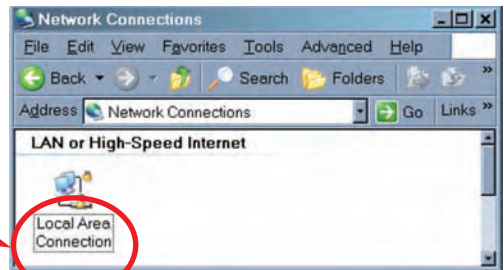 Network Connections
File Edit View Favorites Tools Advanced Help
Back Search Folders »
Address Network Connections Go Links »
LAN or High-Speed Internet
Local Area
Connection